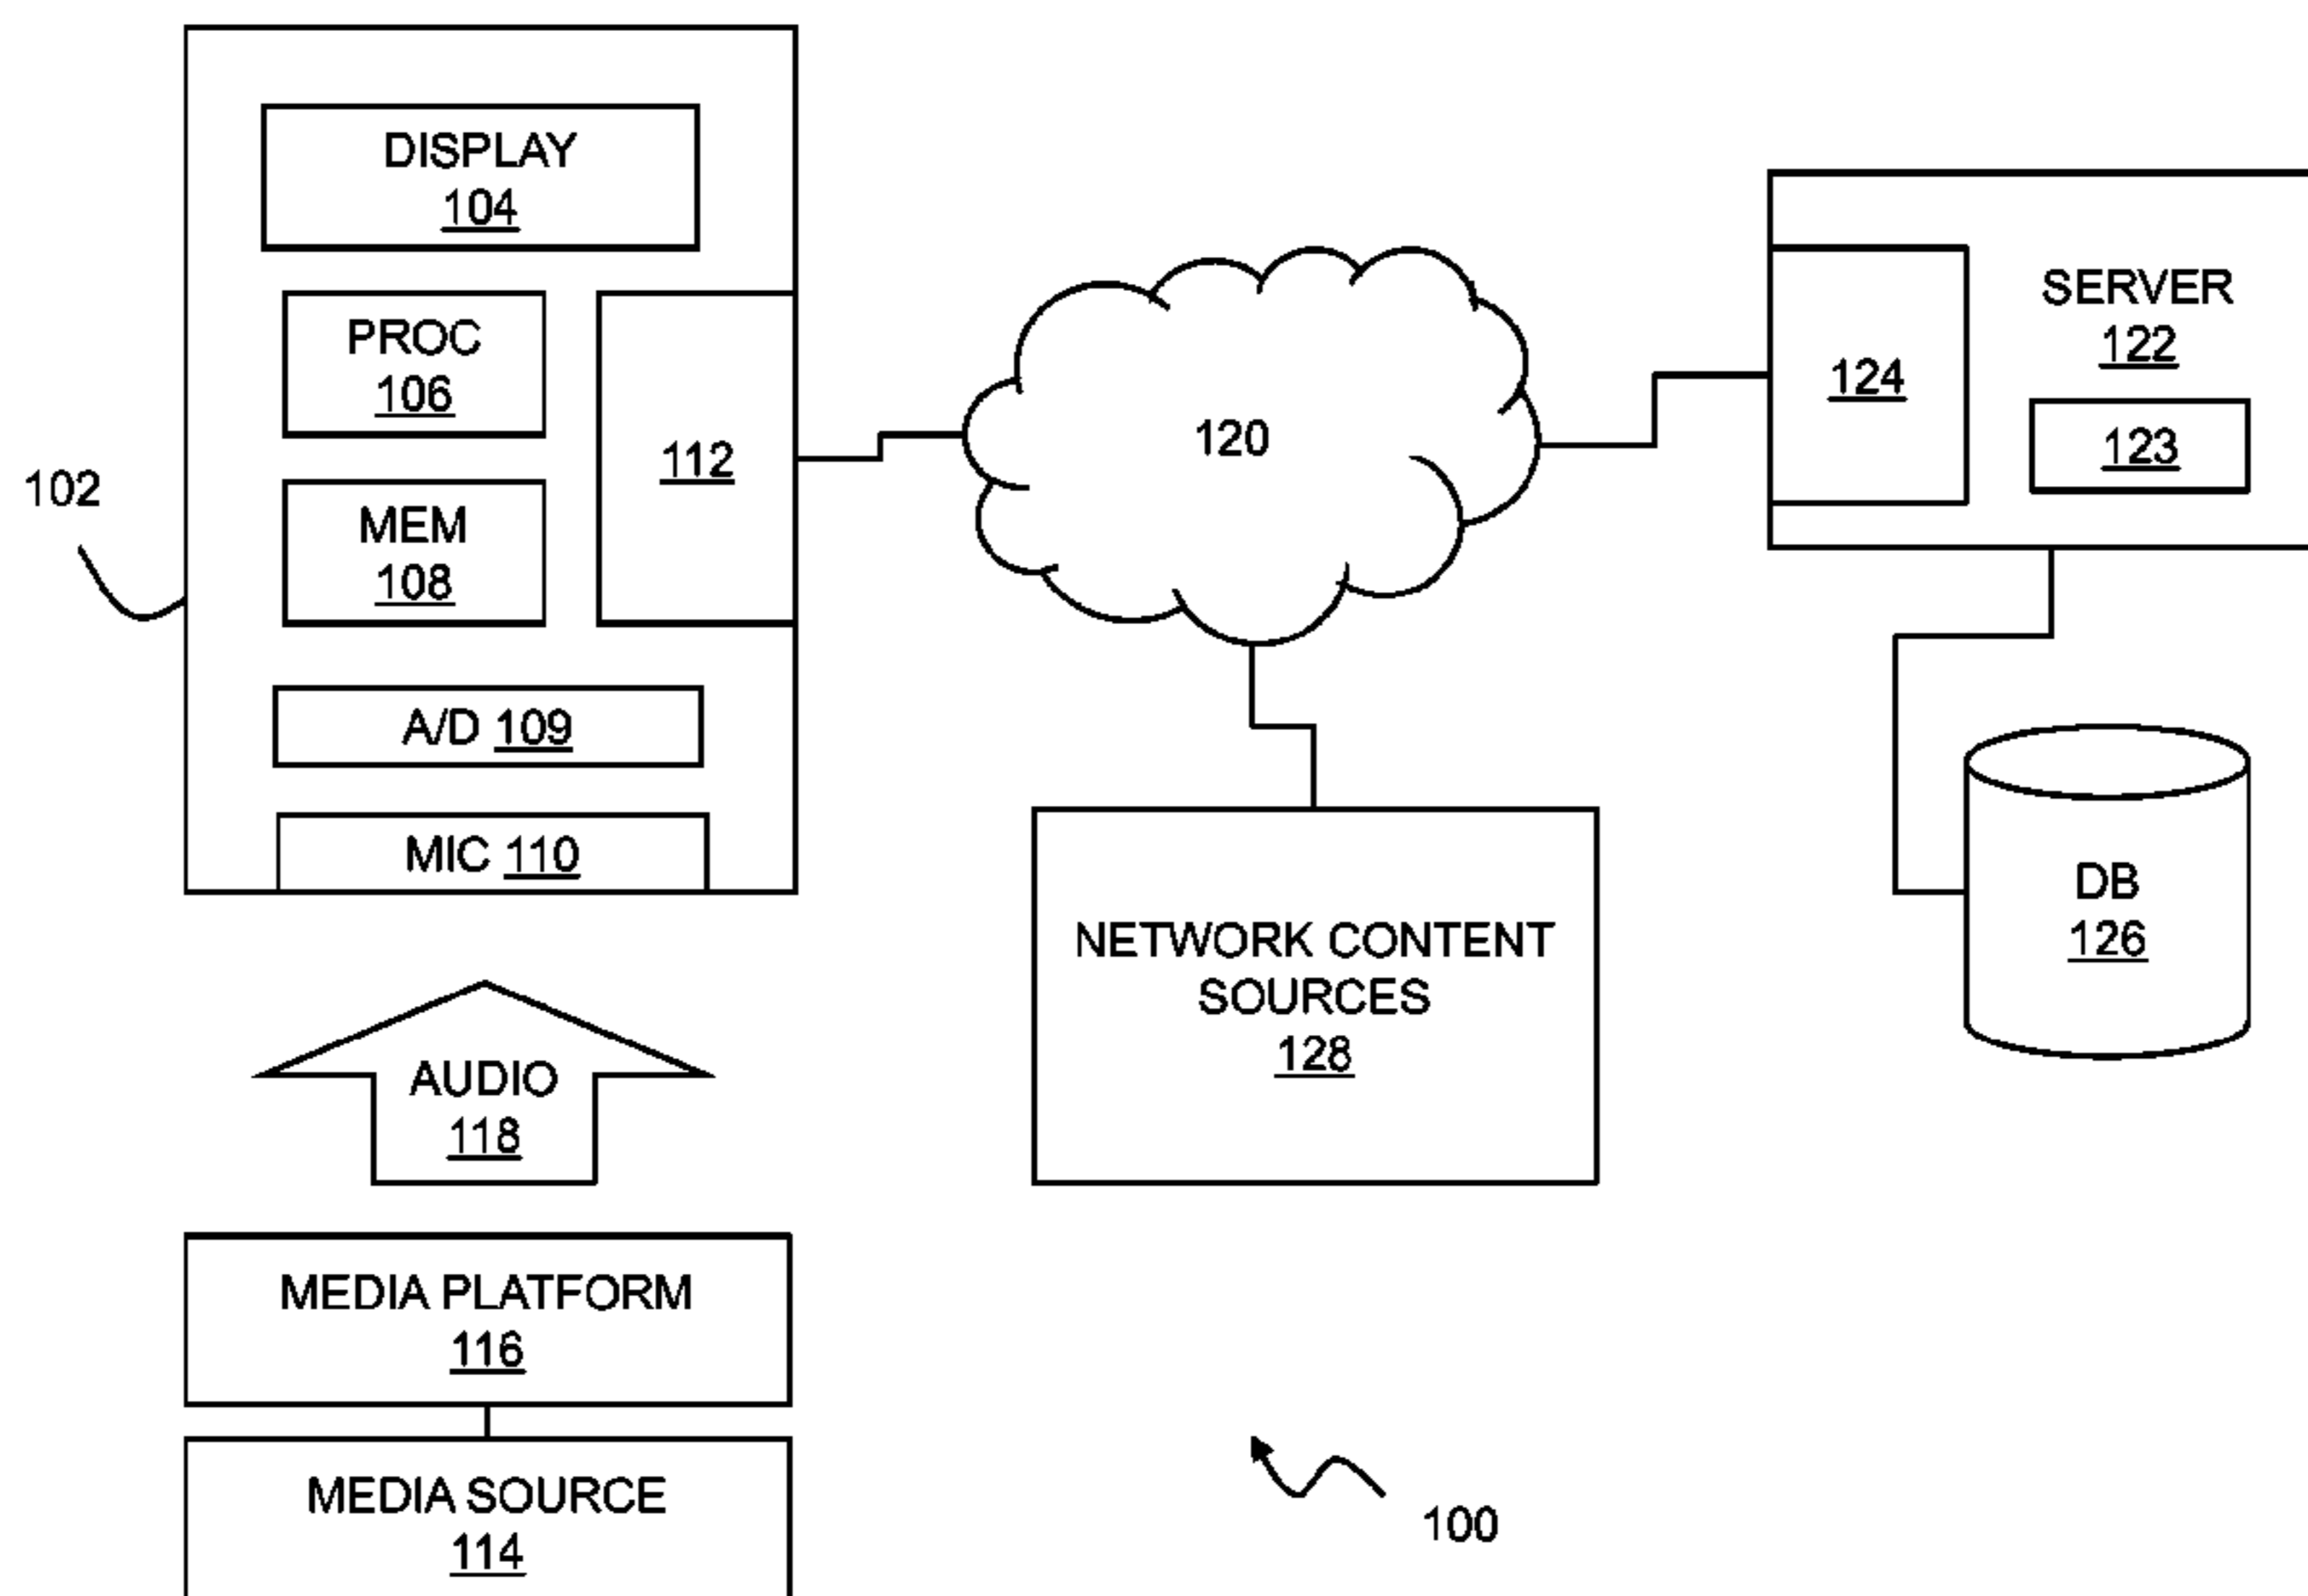 DISPLAY
104
PROC
106
MEM
108
112
A/D 109
MIC 110
102
AUDIO
118
MEDIA PLATFORM
116
MEDIA SOURCE
114
120
NETWORK CONTENT
SOURCES
128
SERVER
122
124
123
DB
126
100